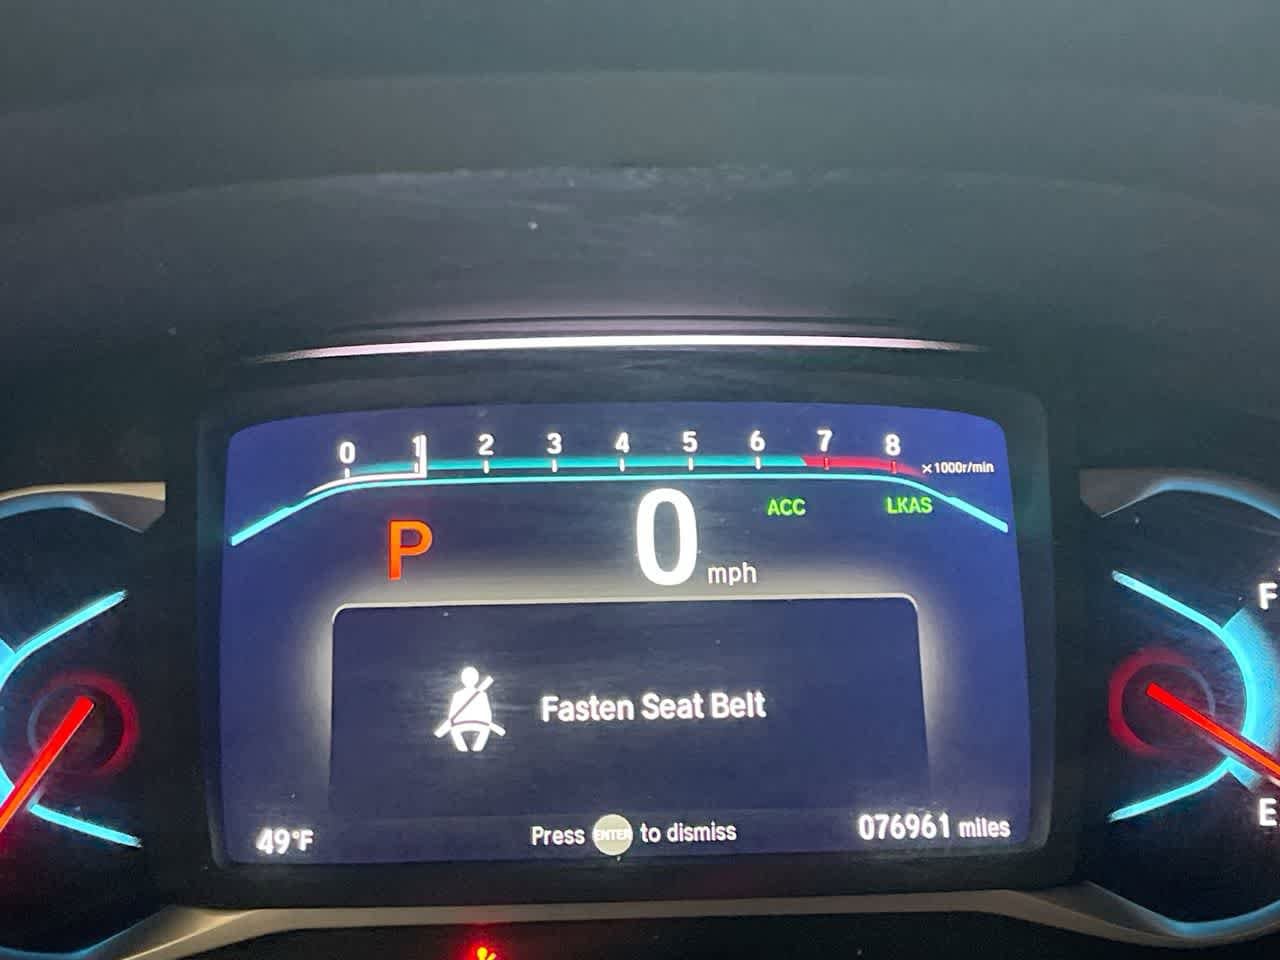 0 1 2 3 4 5 6 7 8 ×1000r/min
P 0 mph ACC LKAS
Fasten Seat Belt
49°F Press ENTER to dismiss 076961 miles
F
E